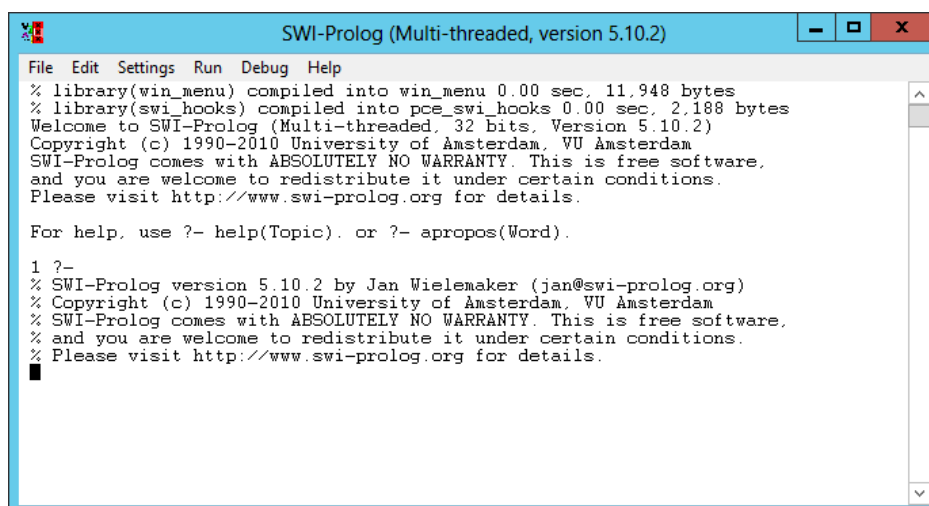 SWI-Prolog (Multi-threaded, version 5.10.2)
File Edit Settings Run Debug Help
% library(win_menu) compiled into win_menu 0.00 sec, 11,948 bytes
% library(swi_hooks) compiled into pce_swi_hooks 0.00 sec, 2,188 bytes
Welcome to SWI-Prolog (Multi-threaded, 32 bits, Version 5.10.2)
Copyright (c) 1990-2010 University of Amsterdam, VU Amsterdam
SWI-Prolog comes with ABSOLUTELY NO WARRANTY. This is free software,
and you are welcome to redistribute it under certain conditions.
Please visit http://www.swi-prolog.org for details.

For help, use ?- help(Topic). or ?- apropos(Word).

1 ?-
% SWI-Prolog version 5.10.2 by Jan Wielemaker (jan@swi-prolog.org)
% Copyright (c) 1990-2010 University of Amsterdam, VU Amsterdam
% SWI-Prolog comes with ABSOLUTELY NO WARRANTY. This is free software,
% and you are welcome to redistribute it under certain conditions.
% Please visit http://www.swi-prolog.org for details.